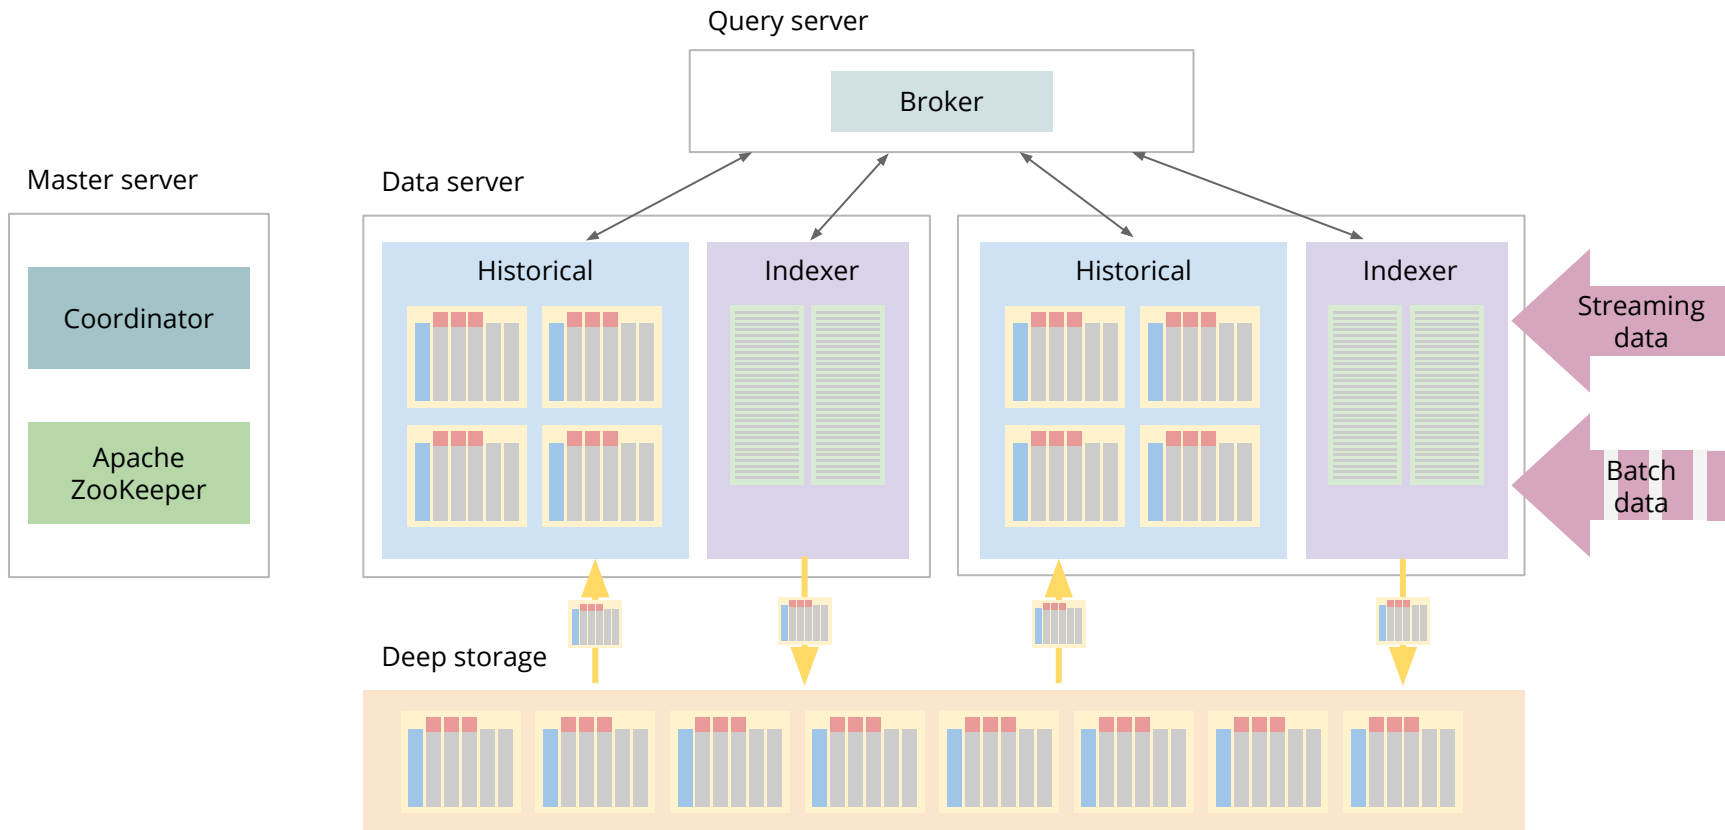 Query server
Broker
Master server
Data server
Coordinator
Apache
ZooKeeper
Historical
Indexer
Historical
Indexer
Streaming
data
Batch
data
Deep storage